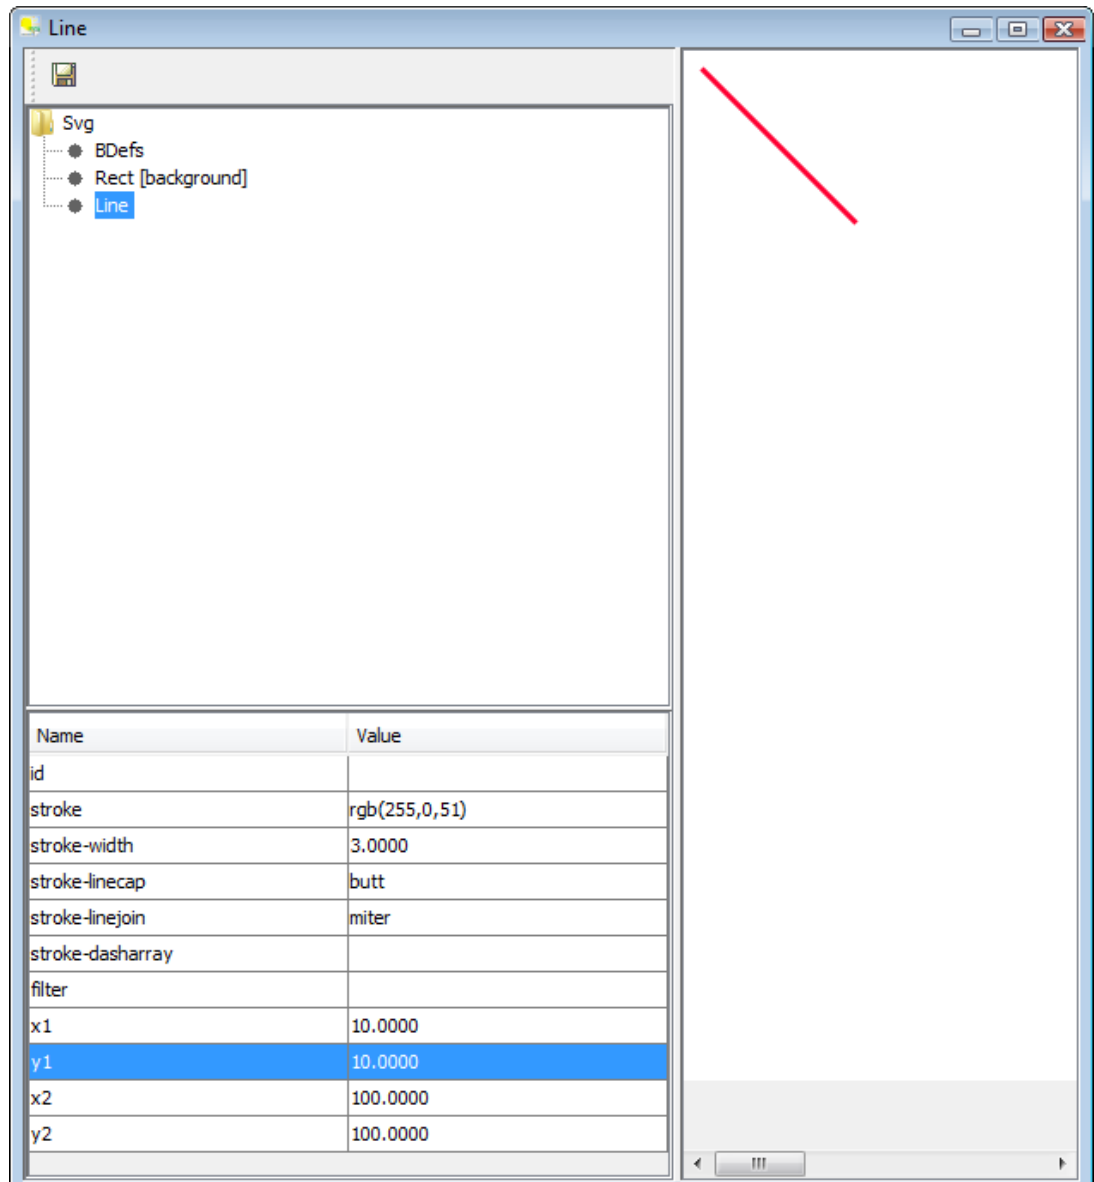 Line
Svg
BDefs
Rect [background]
Line
Name Value
id
stroke rgb(255,0,51)
stroke-width 3.0000
stroke-linecap butt
stroke-linejoin miter
stroke-dasharray
filter
x1 10.0000
y1 10.0000
x2 100.0000
y2 100.0000